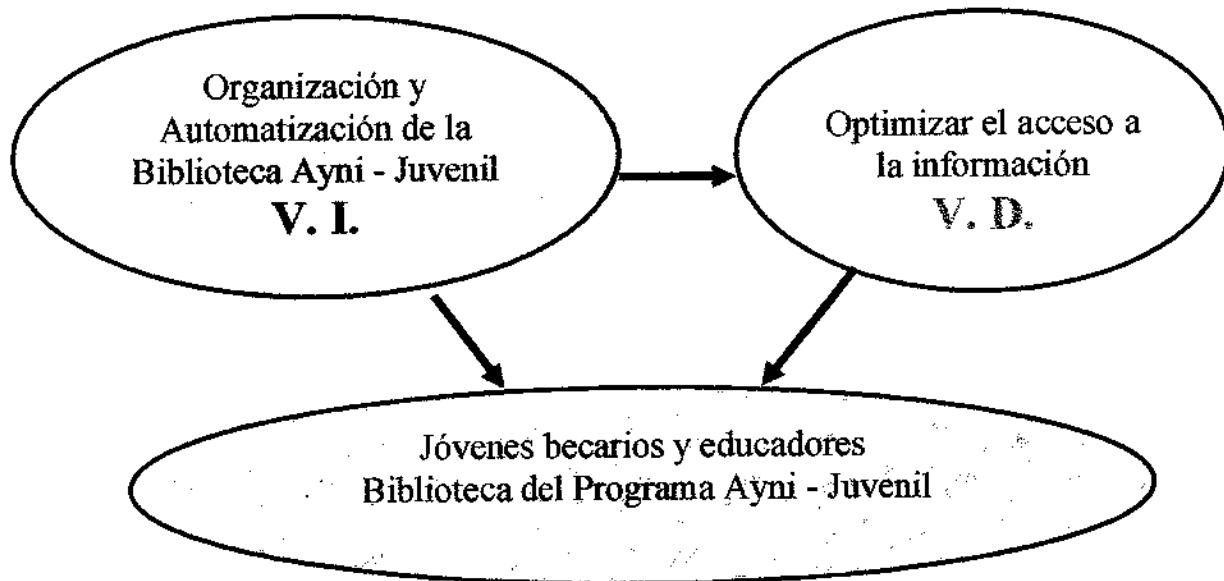 Organización y
Automatización de la
Biblioteca Ayni - Juvenil
V. I.
Optimizar el acceso a
la información
V. D.
Jóvenes becarios y educadores
Biblioteca del Programa Ayni - Juvenil